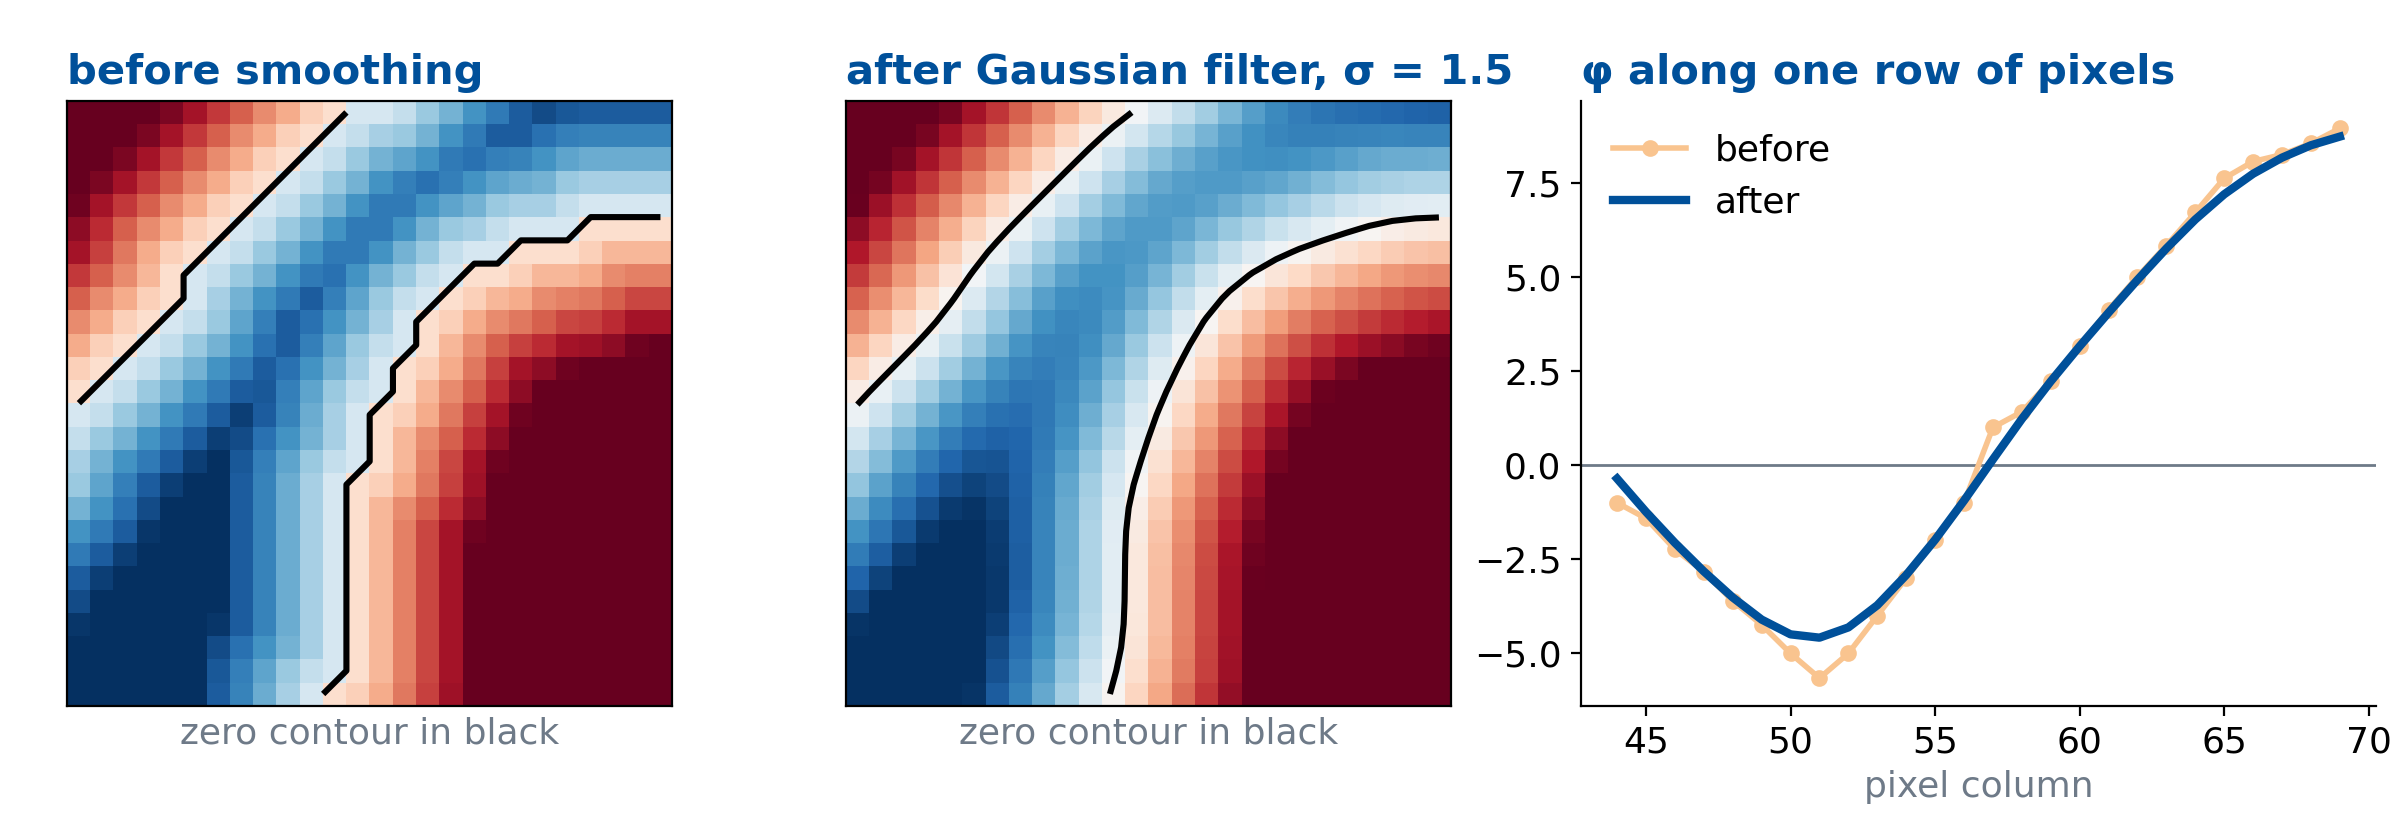 before smoothing
zero contour in black
after Gaussian filter, σ = 1.5
zero contour in black
φ along one row of pixels
before
after
7.5
5.0
2.5
0.0
−2.5
−5.0
45 50 55 60 65 70
pixel column